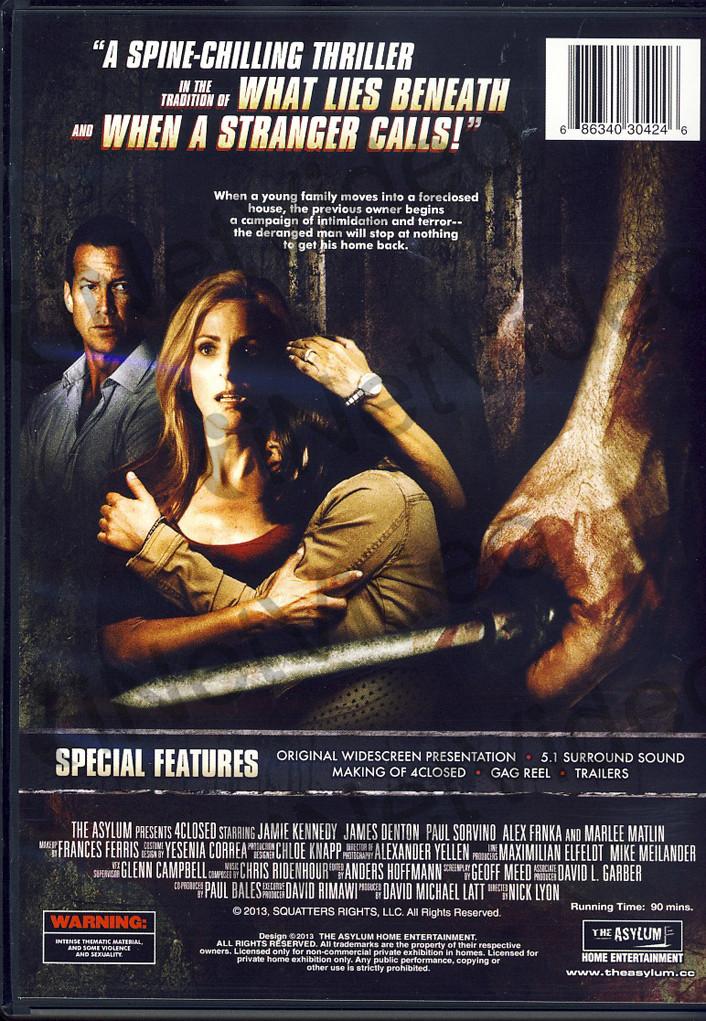 “A SPINE-CHILLING THRILLER
IN THE TRADITION OF WHAT LIES BENEATH
AND WHEN A STRANGER CALLS!”
6 86340 30424 6
When a young family moves into a foreclosed
house, the previous owner begins
a campaign of intimidation and terror--
the deranged man will stop at nothing
to get his home back.
SPECIAL FEATURES
ORIGINAL WIDESCREEN PRESENTATION • 5.1 SURROUND SOUND
MAKING OF 4CLOSED • GAG REEL • TRAILERS
THE ASYLUM PRESENTS 4CLOSED STARRING JAMIE KENNEDY JAMES DENTON PAUL SORVINO ALEX FRNKA AND MARLEE MATLIN
MAKEUP BY FRANCES FERRIS COSTUME DESIGN BY YESENIA CORREA PRODUCTION DESIGNER CHLOE KNAPP DIRECTOR OF PHOTOGRAPHY ALEXANDER YELLEN LINE PRODUCERS MAXIMILIAN ELFELDT MIKE MEILANDER
VFX SUPERVISOR GLENN CAMPBELL MUSIC COMPOSED BY CHRIS RIDENHOUR EDITED BY ANDERS HOFFMANN SCREENPLAY BY GEOFF MEED ASSOCIATE PRODUCER DAVID L. GARBER
CO-PRODUCED BY PAUL BALES EXECUTIVE PRODUCER DAVID RIMAWI PRODUCED BY DAVID MICHAEL LATT DIRECTED BY NICK LYON
© 2013, SQUATTERS RIGHTS, LLC. All Rights Reserved.
Running Time: 90 mins.
WARNING:
INTENSE THEMATIC MATERIAL,
AND SOME VIOLENCE
AND SEXUALITY.
Design ©2013 THE ASYLUM HOME ENTERTAINMENT.
ALL RIGHTS RESERVED. All trademarks are the property of their respective
owners. Licensed only for non-commercial private exhibition in homes. Licensed for
private home exhibition only. Any public performance, copying or
other use is strictly prohibited.
THE ASYLUM
HOME ENTERTAINMENT
www.theasylum.cc